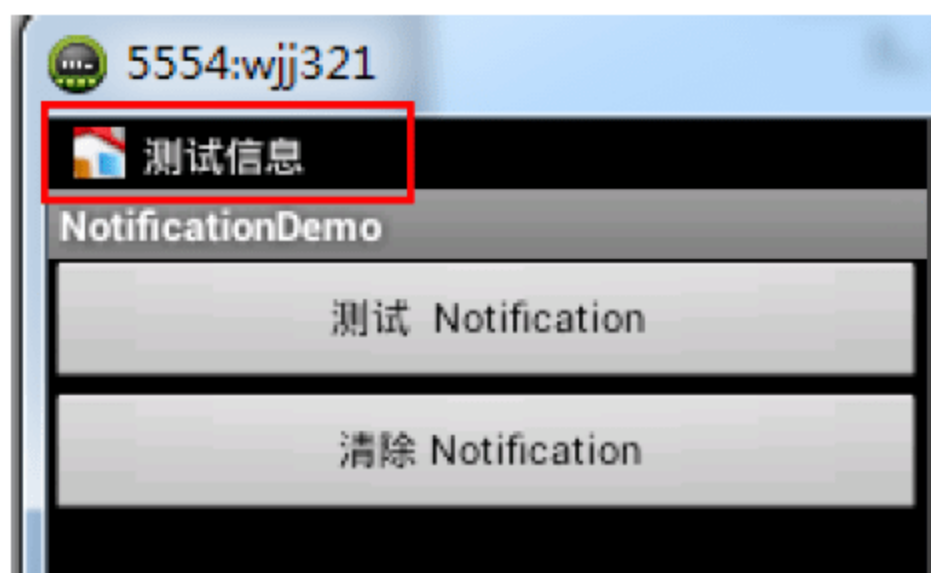 5554:wjj321
测试信息
NotificationDemo
测试 Notification
清除 Notification